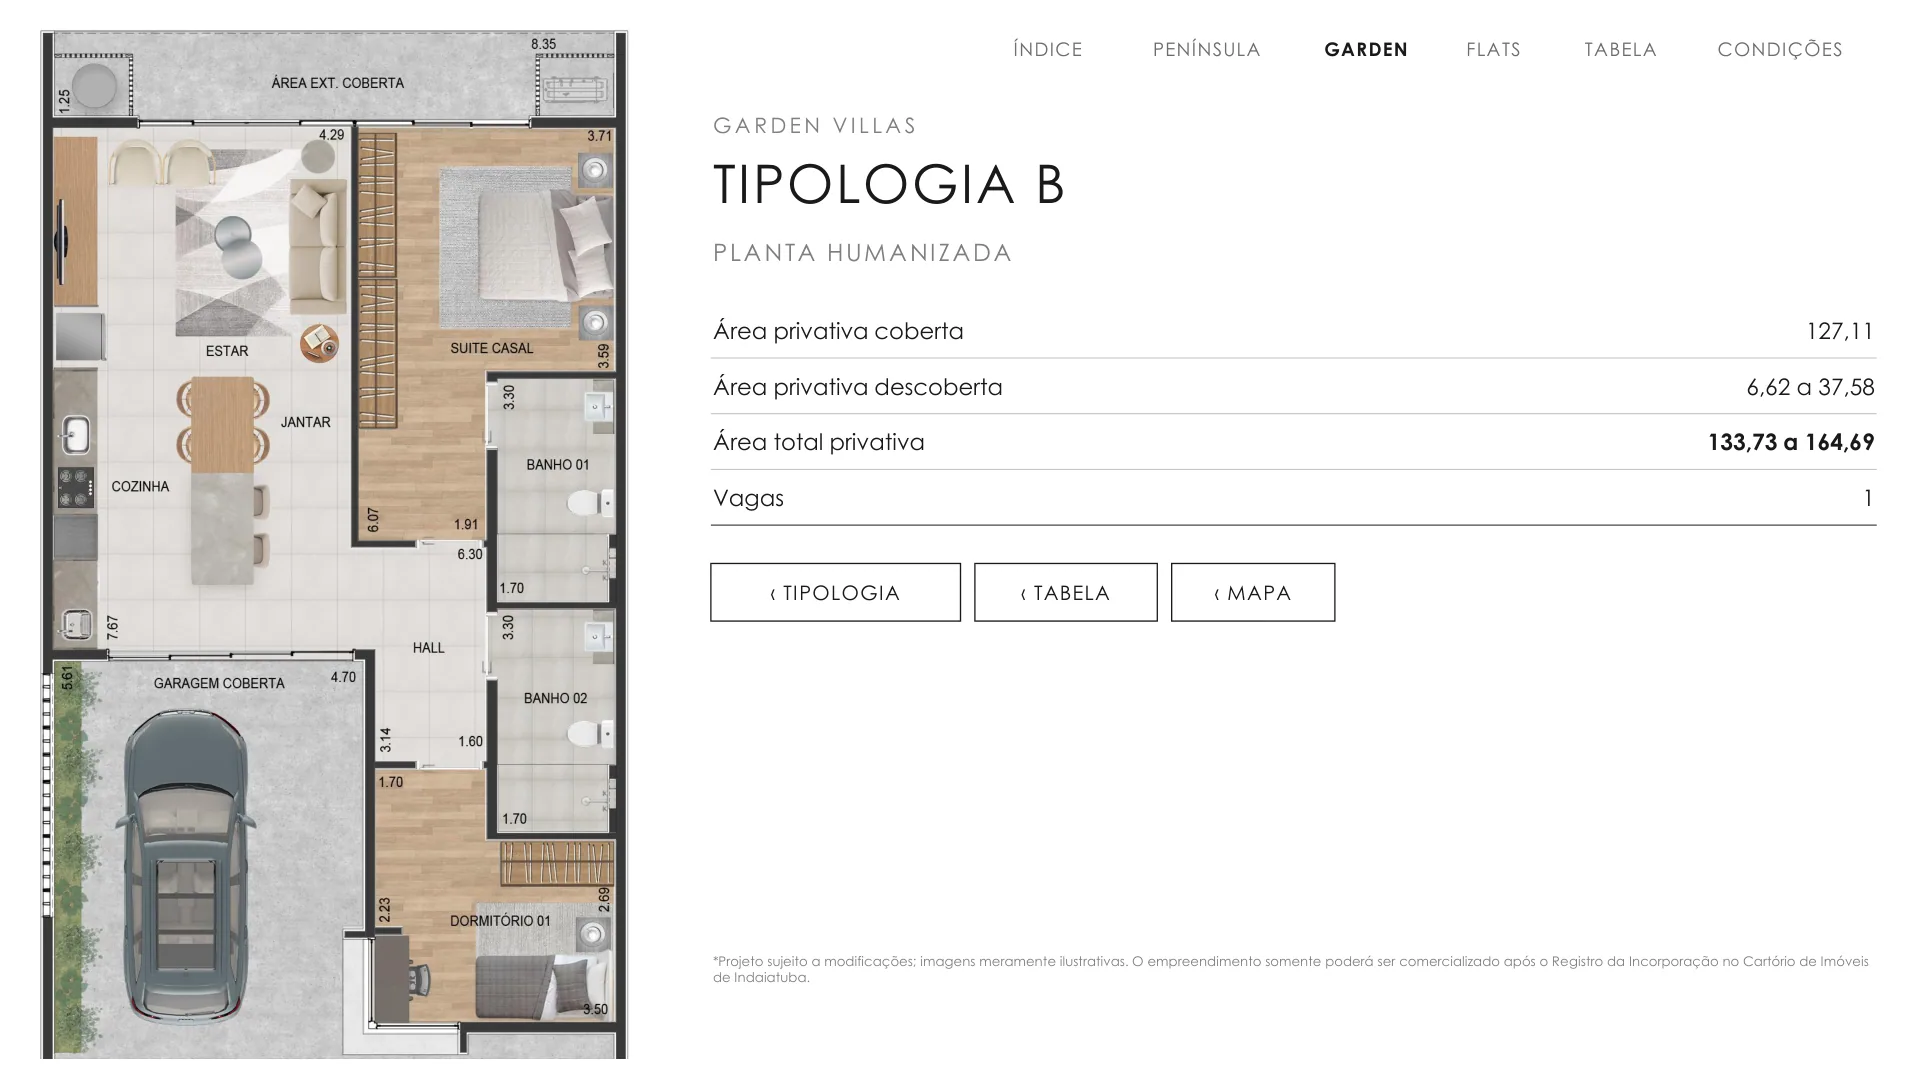 ÍNDICE PENÍNSULA GARDEN FLATS TABELA CONDIÇÕES
GARDEN VILLAS
TIPOLOGIA B
PLANTA HUMANIZADA
Área privativa coberta 127,11
Área privativa descoberta 6,62 a 37,58
Área total privativa 133,73 a 164,69
Vagas 1
‹ TIPOLOGIA ‹ TABELA ‹ MAPA
*Projeto sujeito a modificações; imagens meramente ilustrativas. O empreendimento somente poderá ser comercializado após o Registro da Incorporação no Cartório de Imóveis
de Indaiatuba.
8.35
ÁREA EXT. COBERTA
1.25
4.29
3.71
ESTAR
SUITE CASAL
3.59
3.30
JANTAR
BANHO 01
COZINHA
6.07
1.91
6.30
1.70
7.67
3.30
HALL
5.61
GARAGEM COBERTA
4.70
BANHO 02
3.14
1.60
1.70
1.70
2.69
2.23
DORMITÓRIO 01
3.50